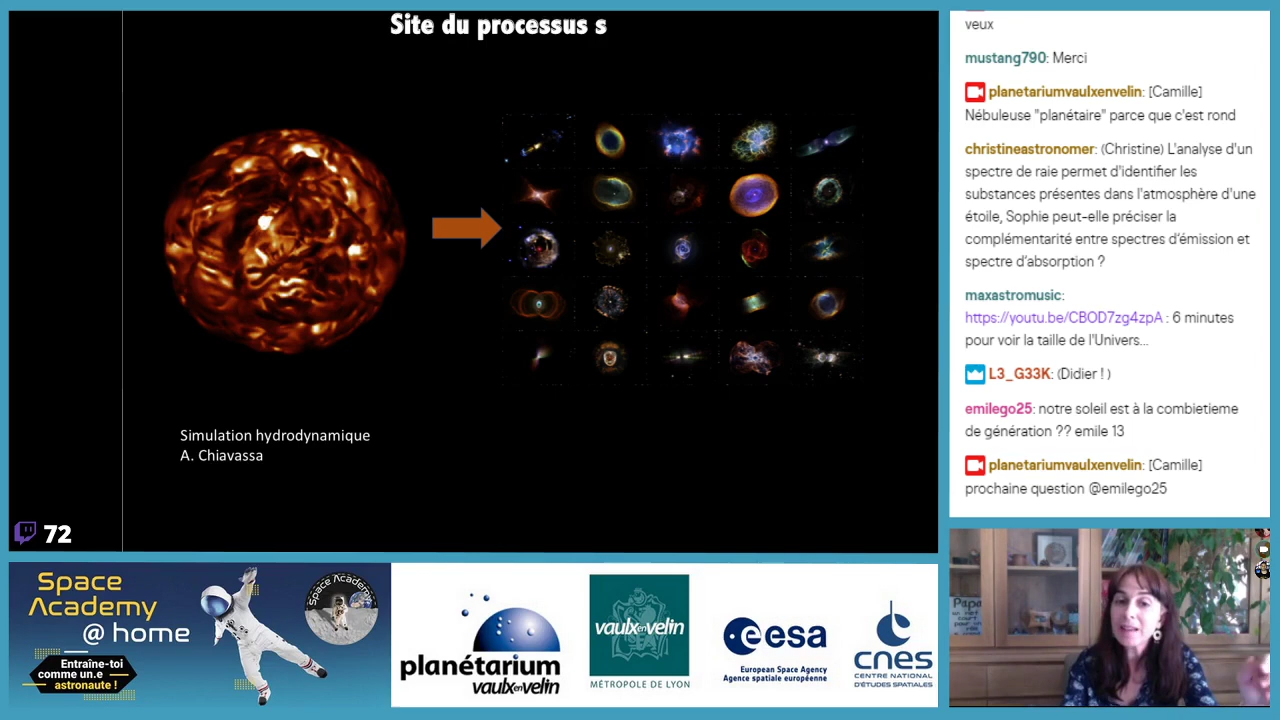 Site du processus s
Simulation hydrodynamique
A. Chiavassa
72
veux
mustang790: Merci
planetariumvaulxenvelin: [Camille]
Nébuleuse "planétaire" parce que c'est rond
christineastronomer: (Christine) L'analyse d'un
spectre de raie permet d'identifier les
substances présentes dans l'atmosphère d'une
étoile, Sophie peut-elle préciser la
complémentarité entre spectres d'émission et
spectre d'absorption ?
maxastromusic:
https://youtu.be/CBOD7zg4zpA : 6 minutes
pour voir la taille de l'Univers...
L3_G33K: (Didier ! )
emilego25: notre soleil est à la combietieme
de génération ?? emile 13
planetariumvaulxenvelin: [Camille]
prochaine question @emilego25
Space
Academy
@ home
Entraîne-toi
comme un.e
astronaute !
Space Academy
planétarium
vaulx en velin
vaulx en velin
MÉTROPOLE DE LYON
esa
European Space Agency
Agence spatiale européenne
cnes
CENTRE NATIONAL
D'ÉTUDES SPATIALES
Papa